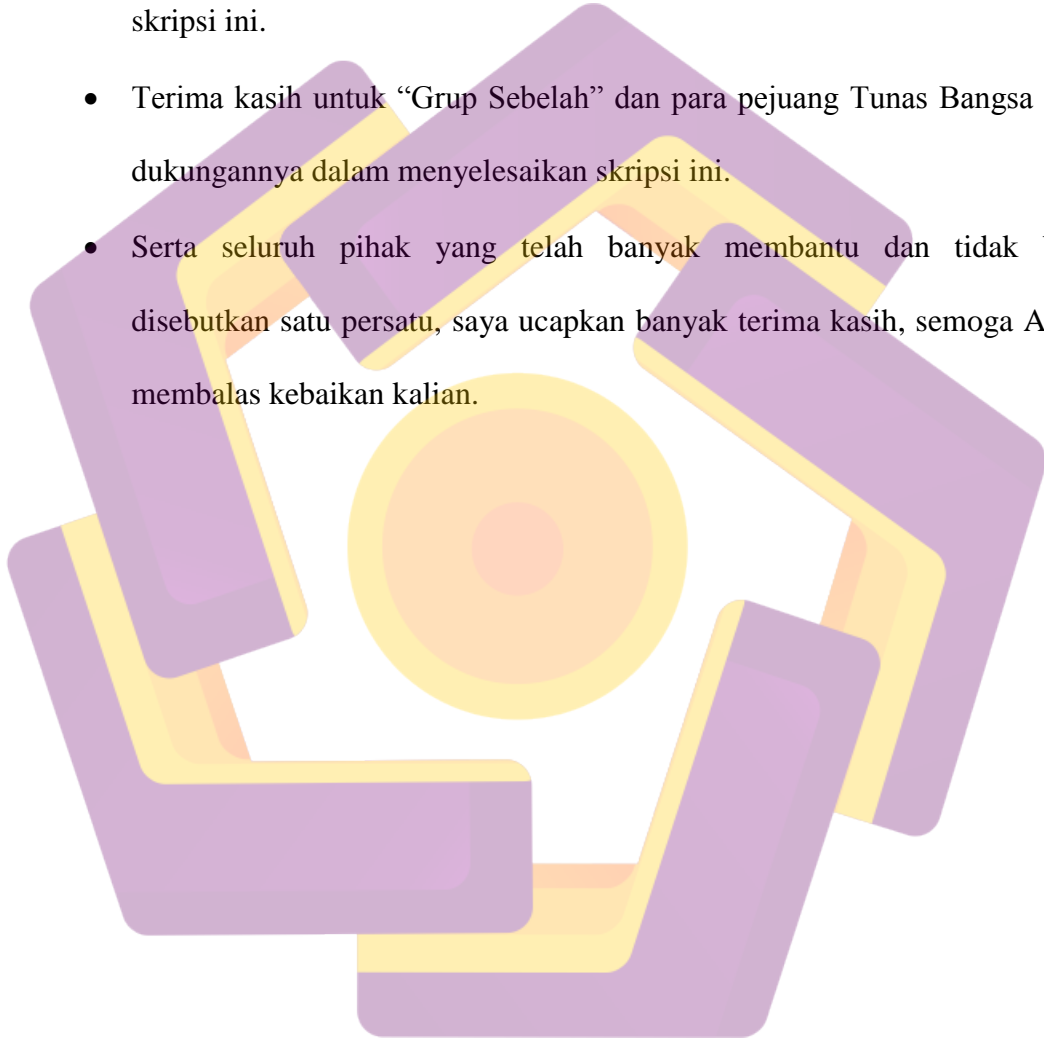 skripsi ini.
• Terima kasih untuk “Grup Sebelah” dan para pejuang Tunas Bangsa
dukungannya dalam menyelesaikan skripsi ini.
• Serta seluruh pihak yang telah banyak membantu dan tidak
disebutkan satu persatu, saya ucapkan banyak terima kasih, semoga
membalas kebaikan kalian.